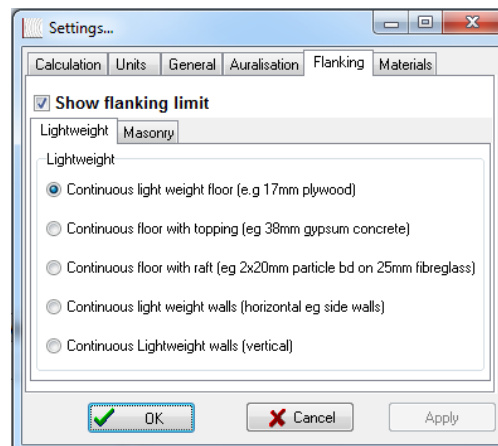 Settings...
Calculation Units General Auralisation Flanking Materials
Show flanking limit
Lightweight Masonry
Lightweight
Continuous light weight floor (e.g 17mm plywood)
Continuous floor with topping (eg 38mm gypsum concrete)
Continuous floor with raft (eg 2x20mm particle bd on 25mm fibreglass)
Continuous light weight walls (horizontal eg side walls)
Continuous Lightweight walls (vertical)
OK Cancel Apply